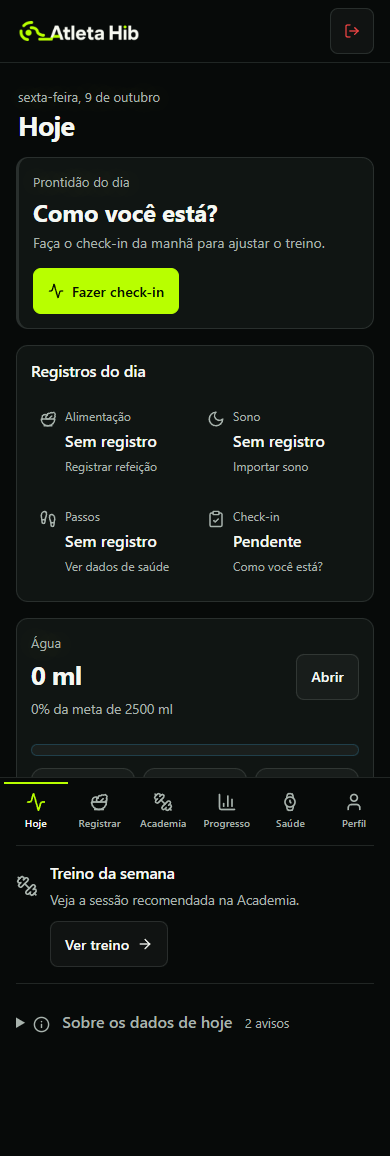 Atleta Hib
sexta-feira, 9 de outubro
Hoje
Prontidão do dia
Como você está?
Faça o check-in da manhã para ajustar o treino.
Fazer check-in
Registros do dia
Alimentação
Sem registro
Registrar refeição
Sono
Sem registro
Importar sono
Passos
Sem registro
Ver dados de saúde
Check-in
Pendente
Como você está?
Água
0 ml
0% da meta de 2500 ml
Abrir
Hoje
Registrar
Academia
Progresso
Saúde
Perfil
Treino da semana
Veja a sessão recomendada na Academia.
Ver treino
Sobre os dados de hoje 2 avisos